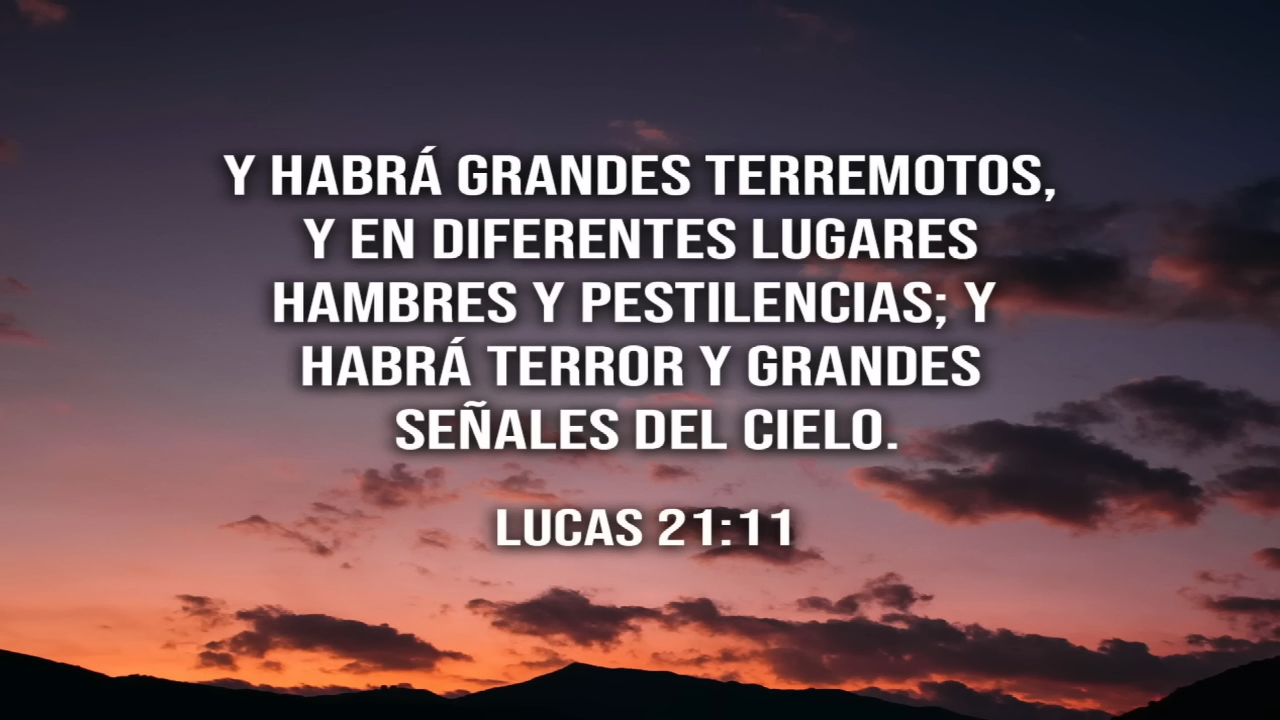 Y HABRÁ GRANDES TERREMOTOS,
Y EN DIFERENTES LUGARES
HAMBRES Y PESTILENCIAS; Y
HABRÁ TERROR Y GRANDES
SEÑALES DEL CIELO.
LUCAS 21:11